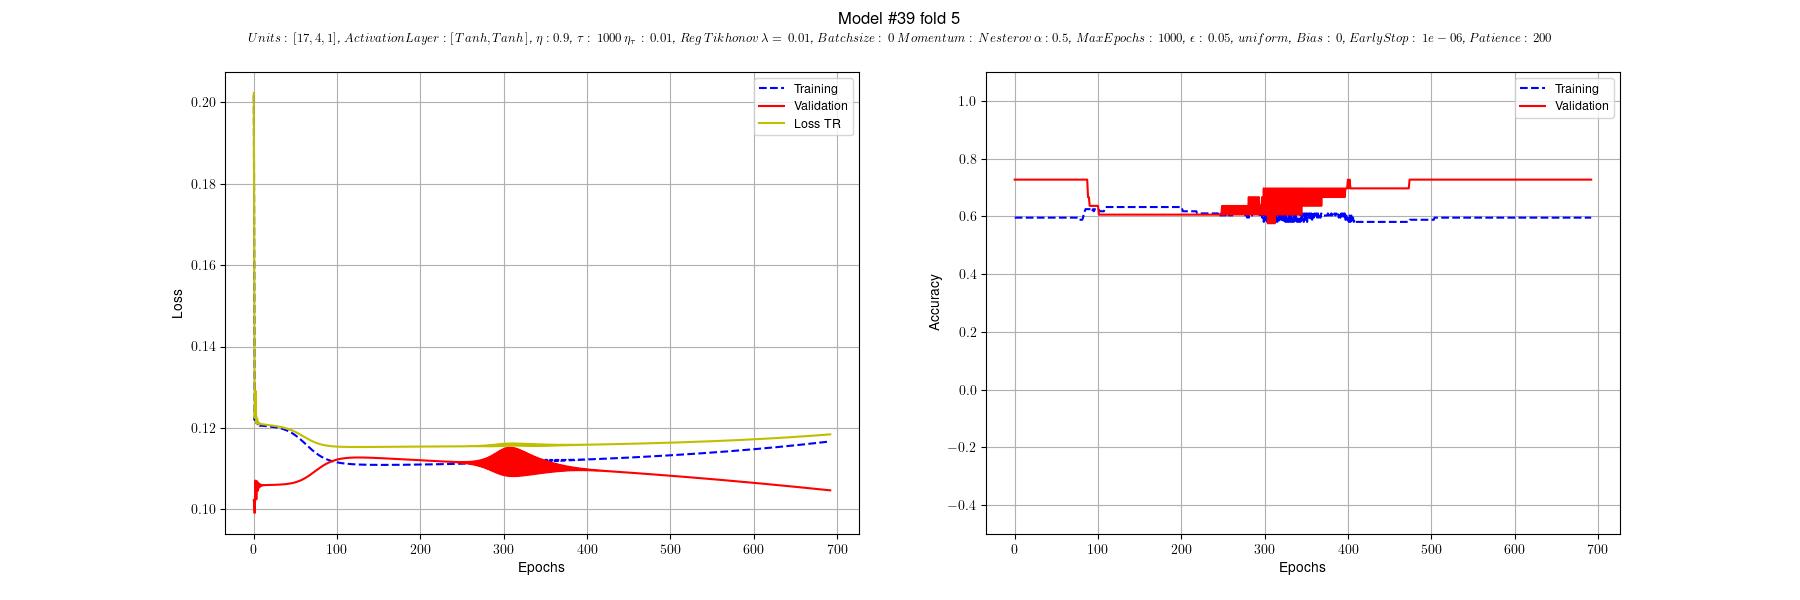 Model #39 fold 5
Units : [17, 4, 1], ActivationLayer : [Tanh, Tanh], η : 0.9, τ : 1000 ητ : 0.01, Reg Tikhonov λ = 0.01, Batchsize : 0 Momentum : Nesterov α : 0.5, MaxEpochs : 1000, ϵ : 0.05, uniform, Bias : 0, EarlyStop : 1e − 06, Patience : 200
Loss
0.20
0.18
0.16
0.14
0.12
0.10
Training
Validation
Loss TR
0 100 200 300 400 500 600 700
Epochs
Accuracy
1.0
0.8
0.6
0.4
0.2
0.0
−0.2
−0.4
Training
Validation
0 100 200 300 400 500 600 700
Epochs